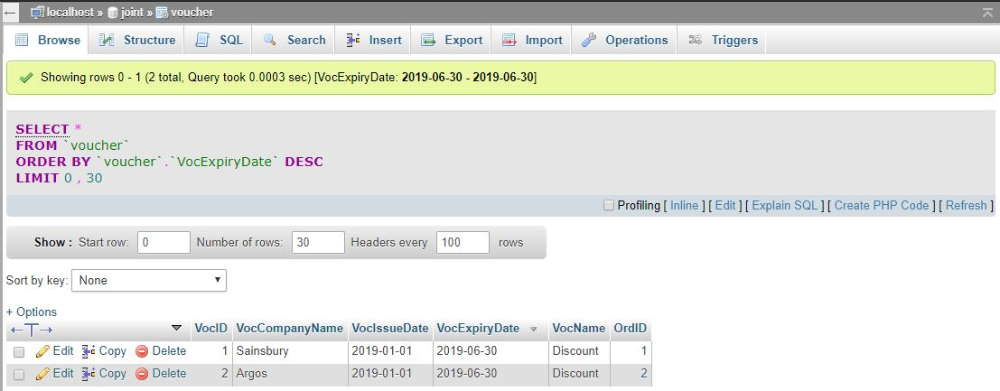 localhost » joint » voucher
Browse Structure SQL Search Insert Export Import Operations Triggers
Showing rows 0 - 1 (2 total, Query took 0.0003 sec) [VocExpiryDate: 2019-06-30 - 2019-06-30]
SELECT *
FROM `voucher`
ORDER BY `voucher`.`VocExpiryDate` DESC
LIMIT 0 , 30
Profiling [ Inline ] [ Edit ] [ Explain SQL ] [ Create PHP Code ] [ Refresh ]
Show : Start row: 0 Number of rows: 30 Headers every 100 rows
Sort by key: None
+ Options
←T→ VocID VocCompanyName VocIssueDate VocExpiryDate VocName OrdID
Edit Copy Delete 1 Sainsbury 2019-01-01 2019-06-30 Discount 1
Edit Copy Delete 2 Argos 2019-01-01 2019-06-30 Discount 2